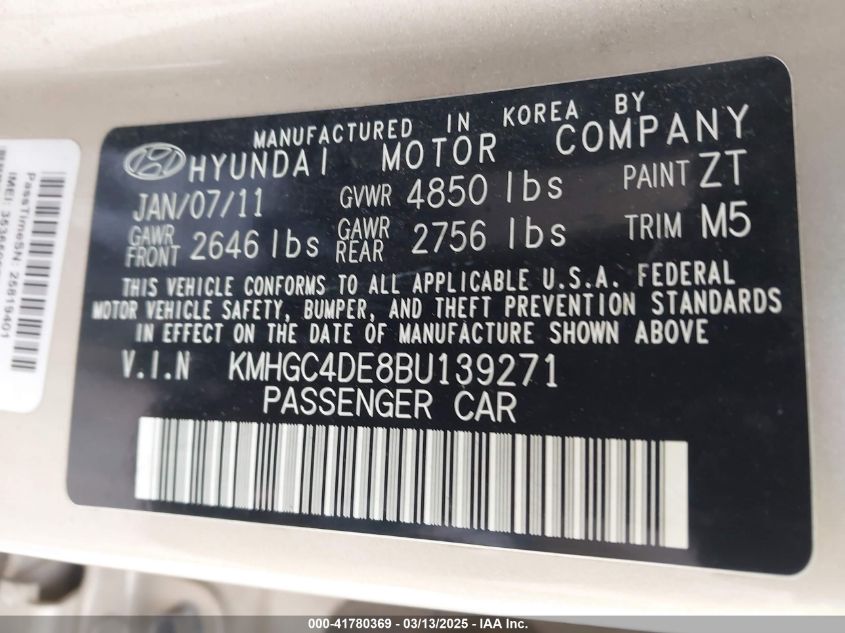 MANUFACTURED IN KOREA BY
HYUNDAI MOTOR COMPANY
JAN/07/11 GVWR 4850 lbs PAINT ZT
GAWR FRONT 2646 lbs GAWR REAR 2756 lbs TRIM M5
THIS VEHICLE CONFORMS TO ALL APPLICABLE U.S.A. FEDERAL
MOTOR VEHICLE SAFETY, BUMPER, AND THEFT PREVENTION STANDARDS
IN EFFECT ON THE DATE OF MANUFACTURE SHOWN ABOVE
V.I.N KMHGC4DE8BU139271
PASSENGER CAR
PassTimeSN: 25819401
IMEI:
000-41780369 - 03/13/2025 - IAA Inc.